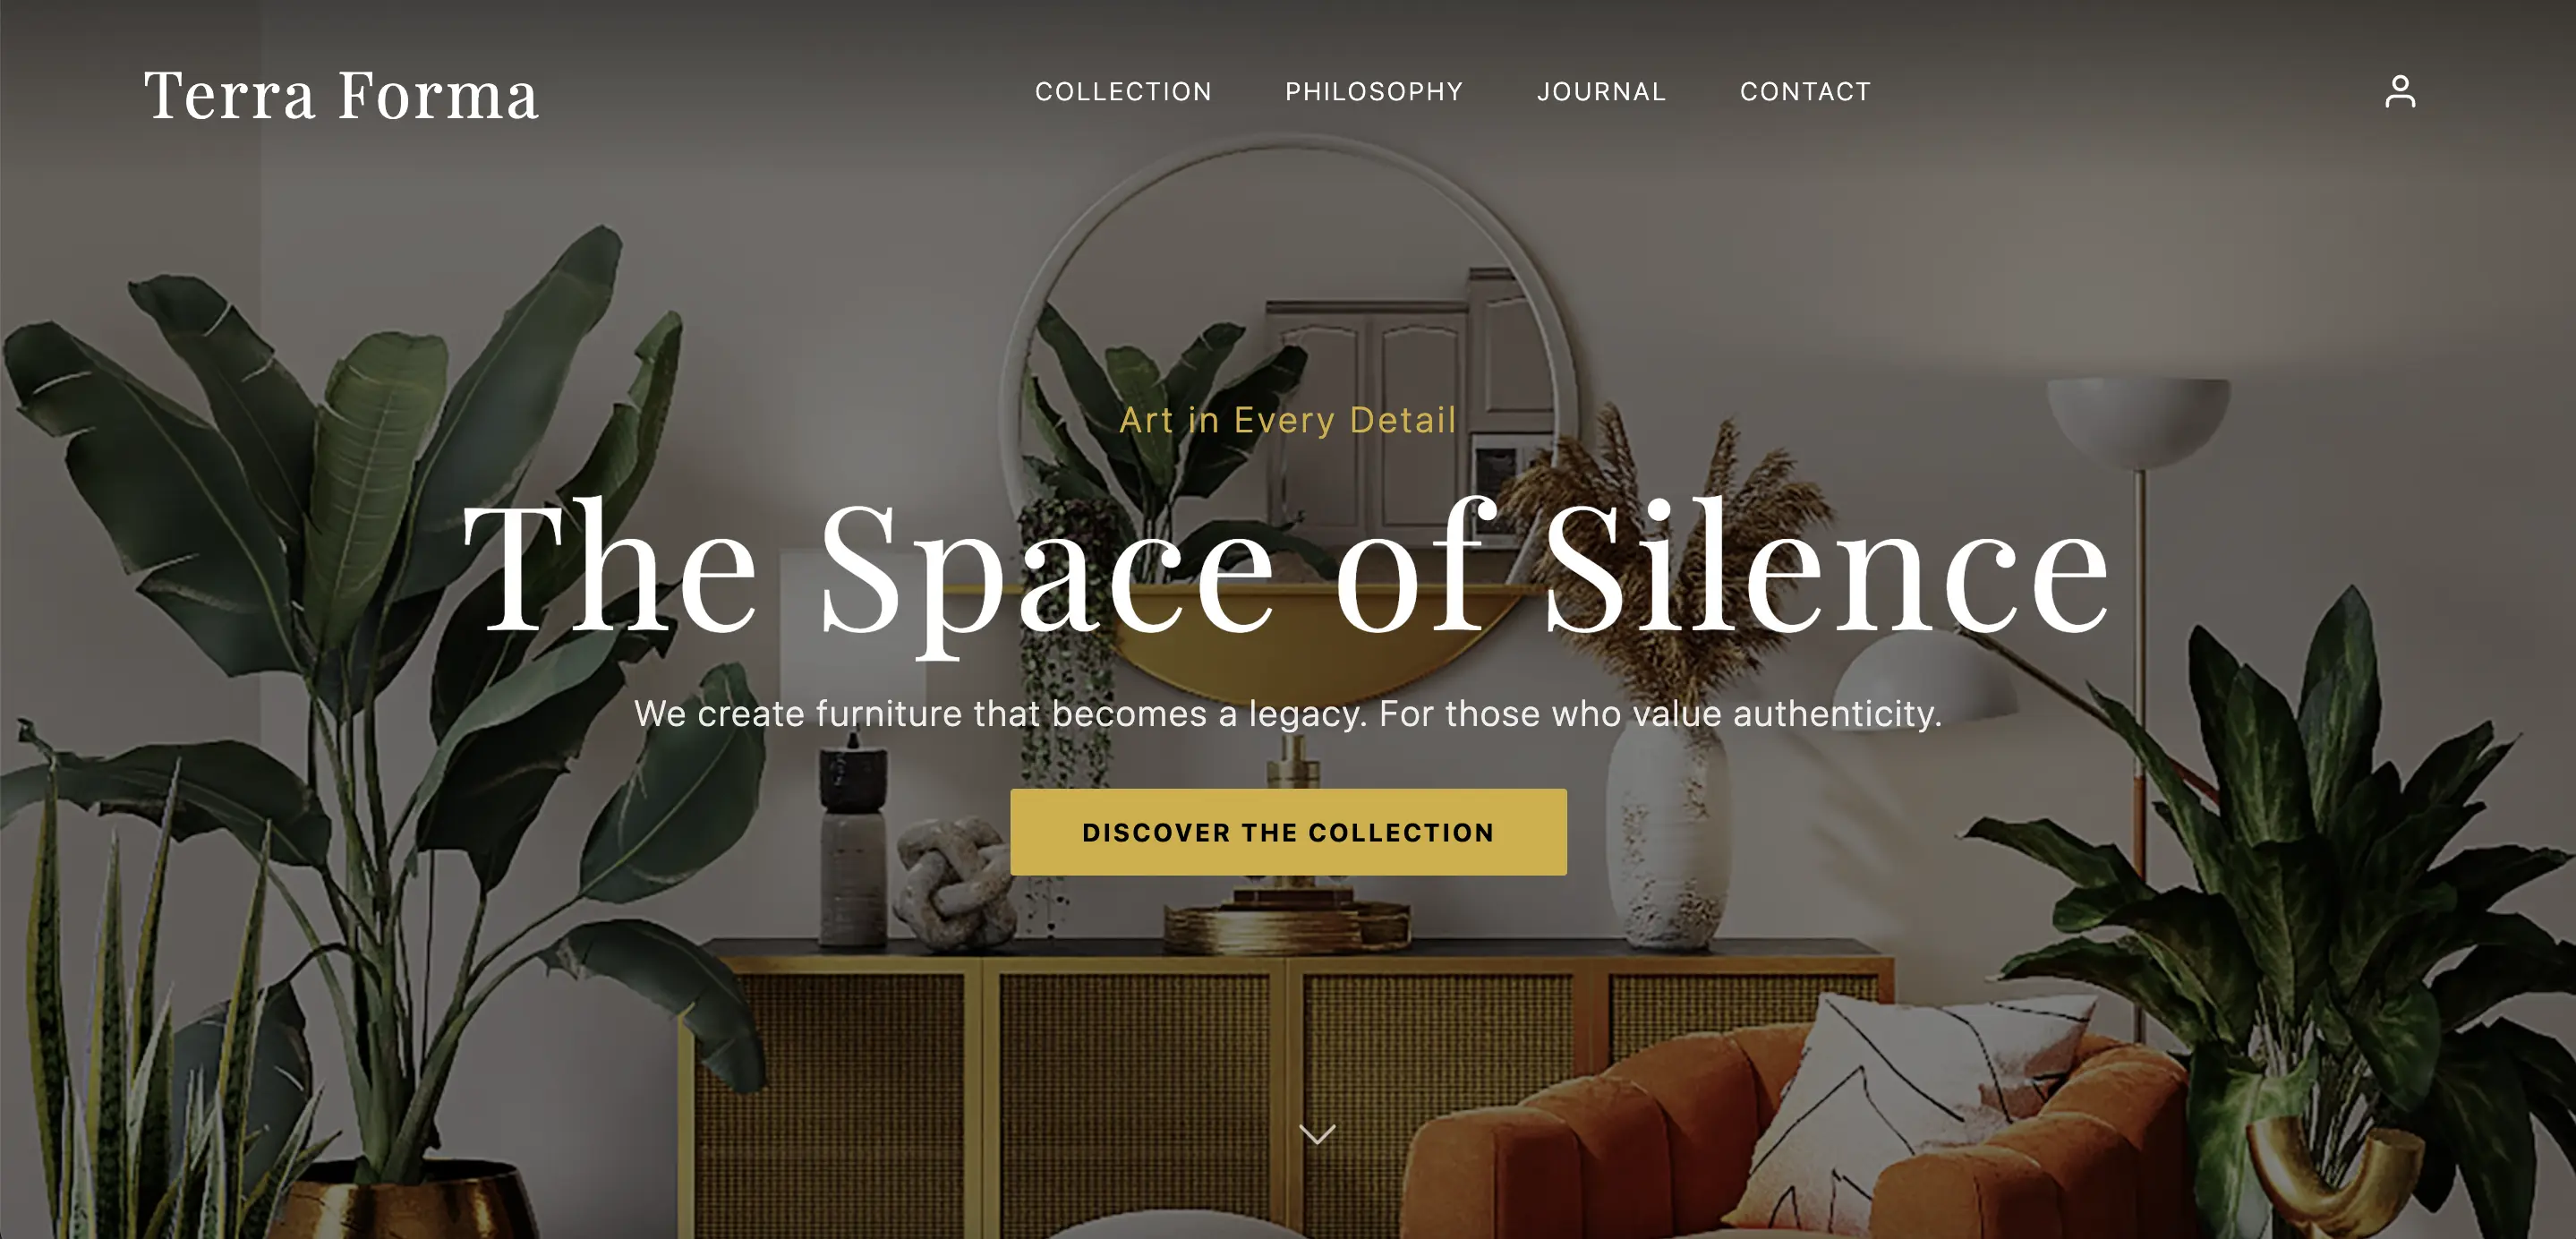 Terra Forma
COLLECTION PHILOSOPHY JOURNAL CONTACT
Art in Every Detail
The Space of Silence
We create furniture that becomes a legacy. For those who value authenticity.
DISCOVER THE COLLECTION